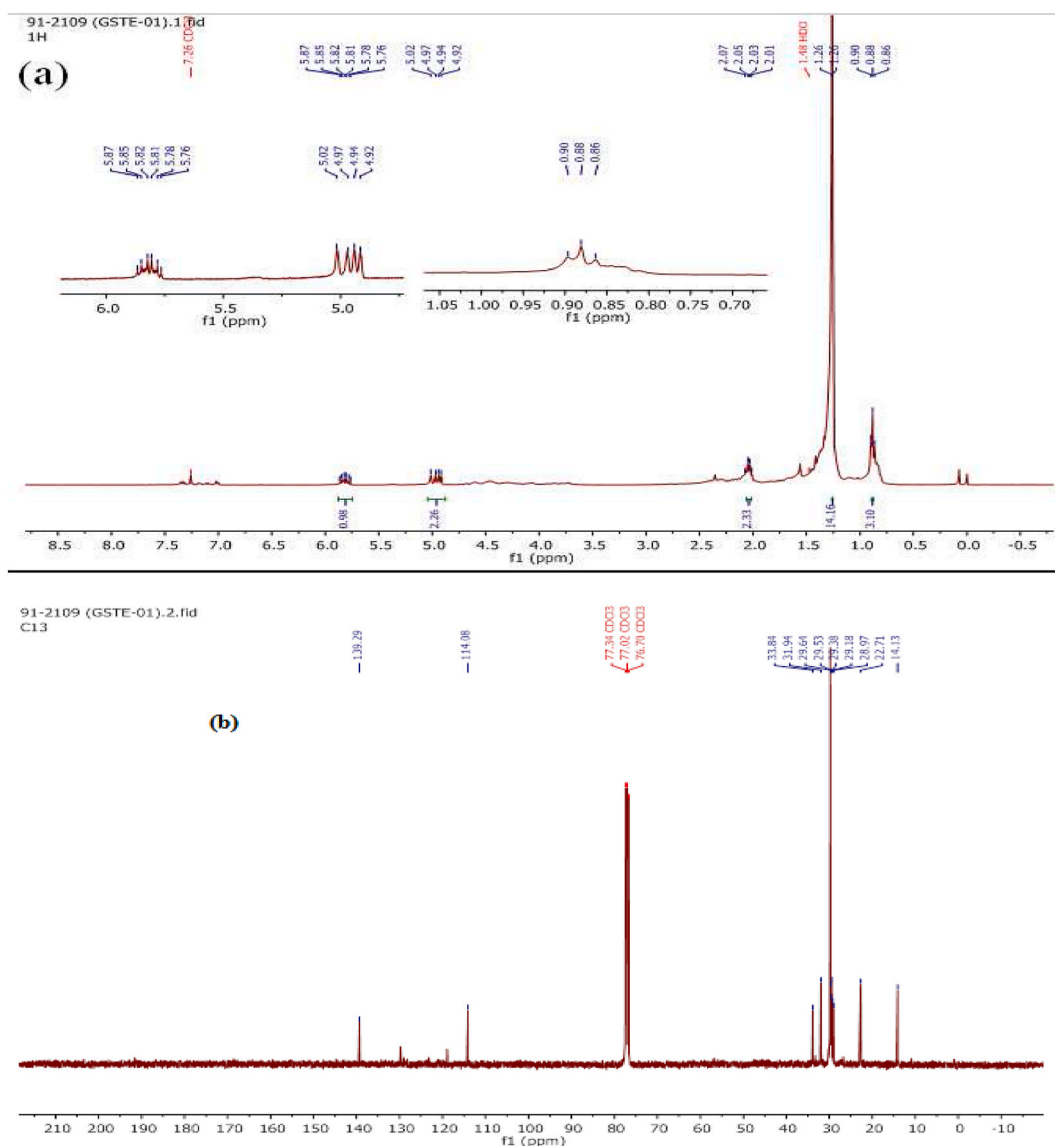 91-2109 (GSTE-01).1.fid
1H
(a)
7.26 CDCl3
5.87
5.85
5.82
5.81
5.78
5.76
5.02
4.97
4.94
4.92
2.07
2.05
2.03
2.01
1.48 HDO
1.26
1.26
0.90
0.88
0.86
5.87
5.85
5.82
5.81
5.78
5.76
5.02
4.97
4.94
4.92
0.90
0.88
0.86
6.0 5.5 5.0
f1 (ppm)
1.05 1.00 0.95 0.90 0.85 0.80 0.75 0.70
f1 (ppm)
0.98
2.26
2.33
14.16
3.10
8.5 8.0 7.5 7.0 6.5 6.0 5.5 5.0 4.5 4.0 3.5 3.0 2.5 2.0 1.5 1.0 0.5 0.0 -0.5
f1 (ppm)
91-2109 (GSTE-01).2.fid
C13
(b)
139.29
114.08
77.34 CDCl3
77.02 CDCl3
76.70 CDCl3
33.84
31.94
29.64
29.53
29.38
29.18
28.97
22.71
14.13
210 200 190 180 170 160 150 140 130 120 110 100 90 80 70 60 50 40 30 20 10 0 -10
f1 (ppm)